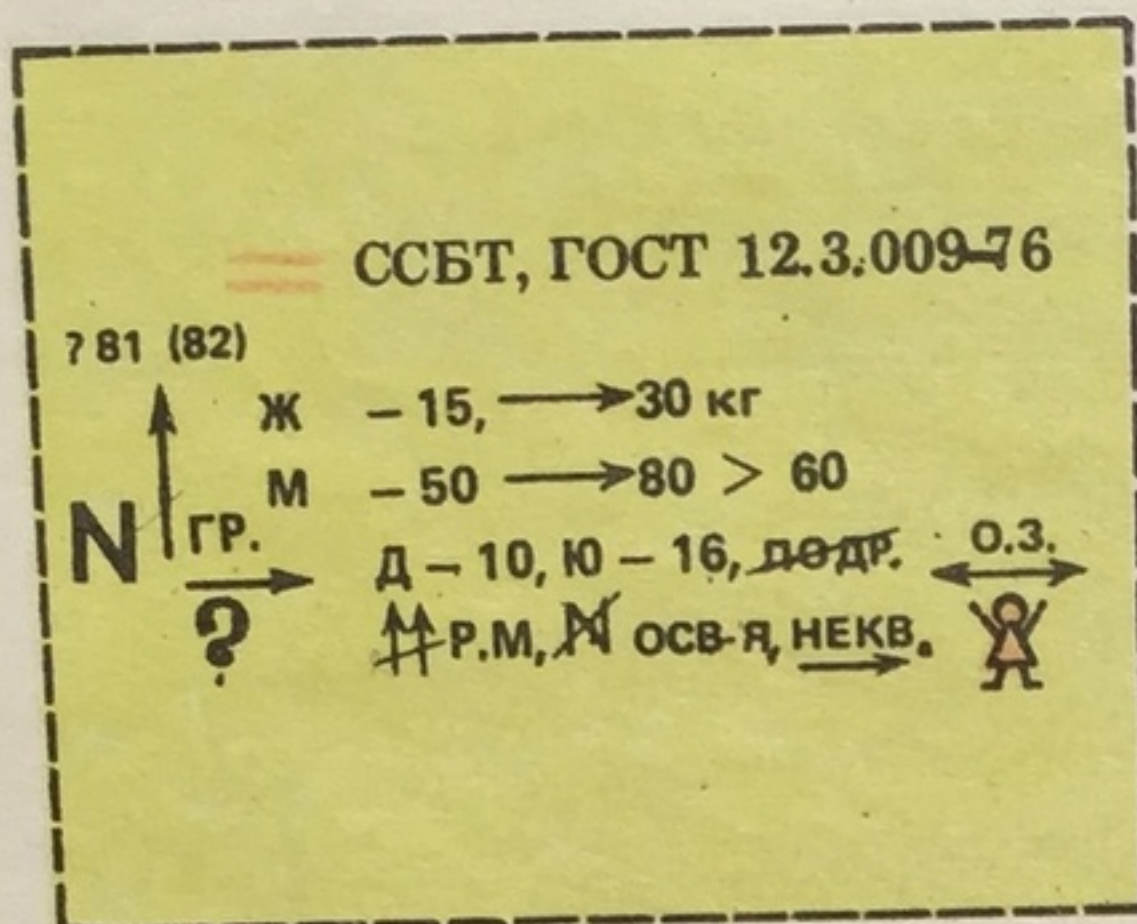 ССБТ, ГОСТ 12.3.009-76
? 81 (82)
Ж – 15, → 30 кг
М – 50 → 80 > 60
N ГР.
Д – 10, Ю – 16, ПОДР. О.З.
? Р.М, N ОСВ-Я, НЕКВ.